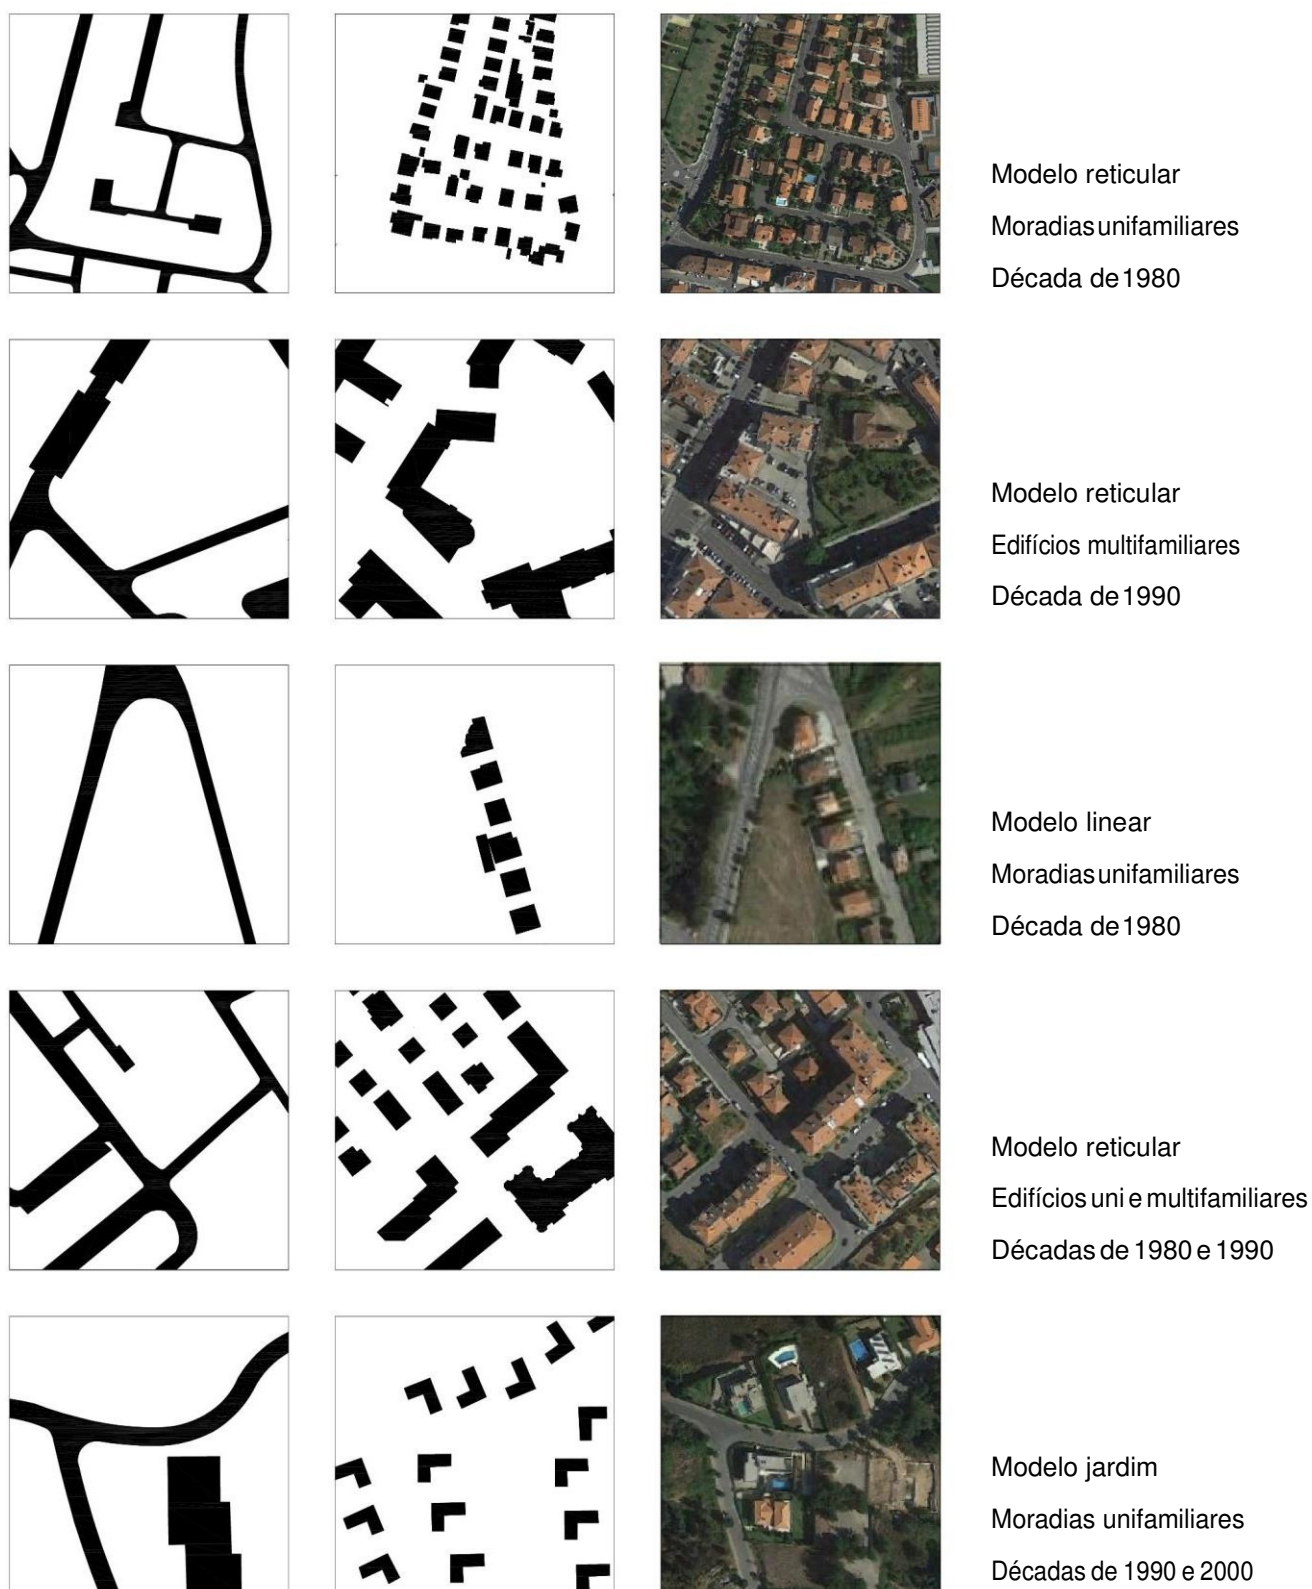 Modelo reticular
Moradias unifamiliares
Década de 1980
Modelo reticular
Edifícios multifamiliares
Década de 1990
Modelo linear
Moradias unifamiliares
Década de 1980
Modelo reticular
Edifícios uni e multifamiliares
Décadas de 1980 e 1990
Modelo jardim
Moradias unifamiliares
Décadas de 1990 e 2000